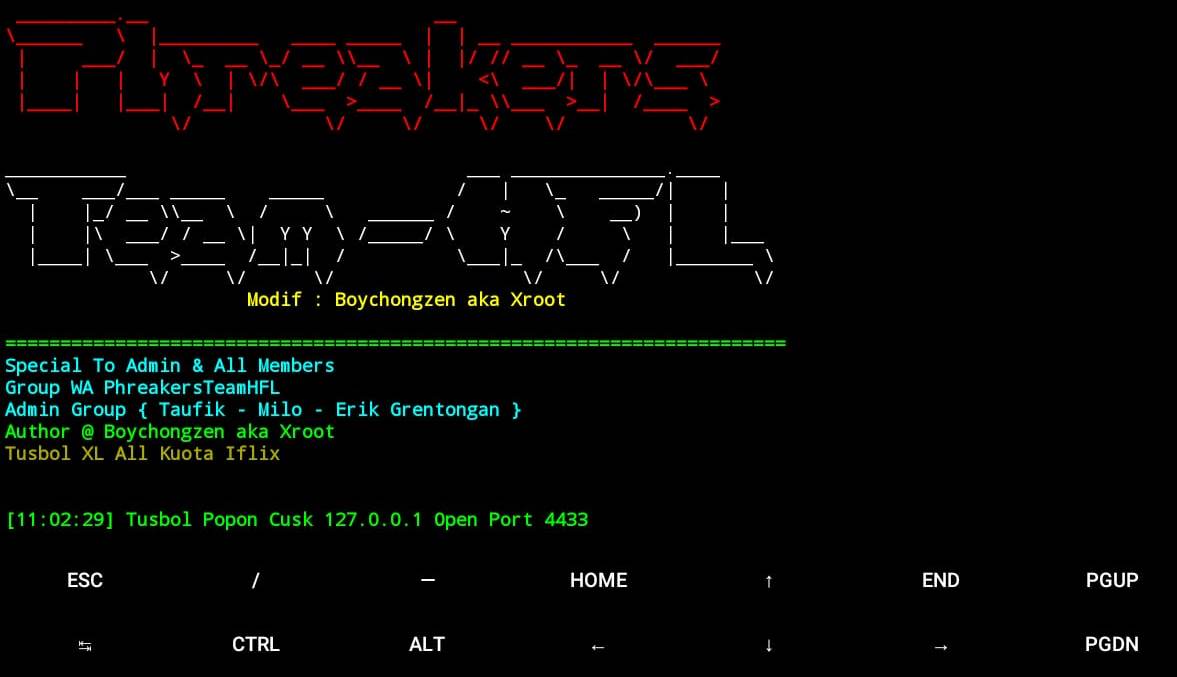 Phreakers
Team-HFL
Modif : Boychongzen aka Xroot
=======================================================================
Special To Admin & All Members
Group WA PhreakersTeamHFL
Admin Group { Taufik - Milo - Erik Grentongan }
Author @ Boychongzen aka Xroot
Tusbol XL All Kuota Iflix
[11:02:29] Tusbol Popon Cusk 127.0.0.1 Open Port 4433
ESC / — HOME ↑ END PGUP
↹ CTRL ALT ← ↓ → PGDN